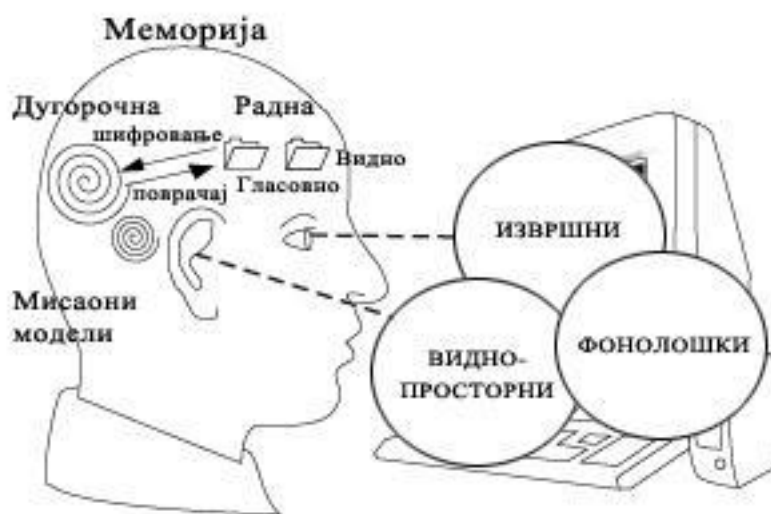 Меморија
Дугорочна
Радна
шифровање
Видно
Гласовно
поврачај
Мисаони
модели
ИЗВРШНИ
ФОНОЛОШКИ
ВИДНО-
ПРОСТОРНИ